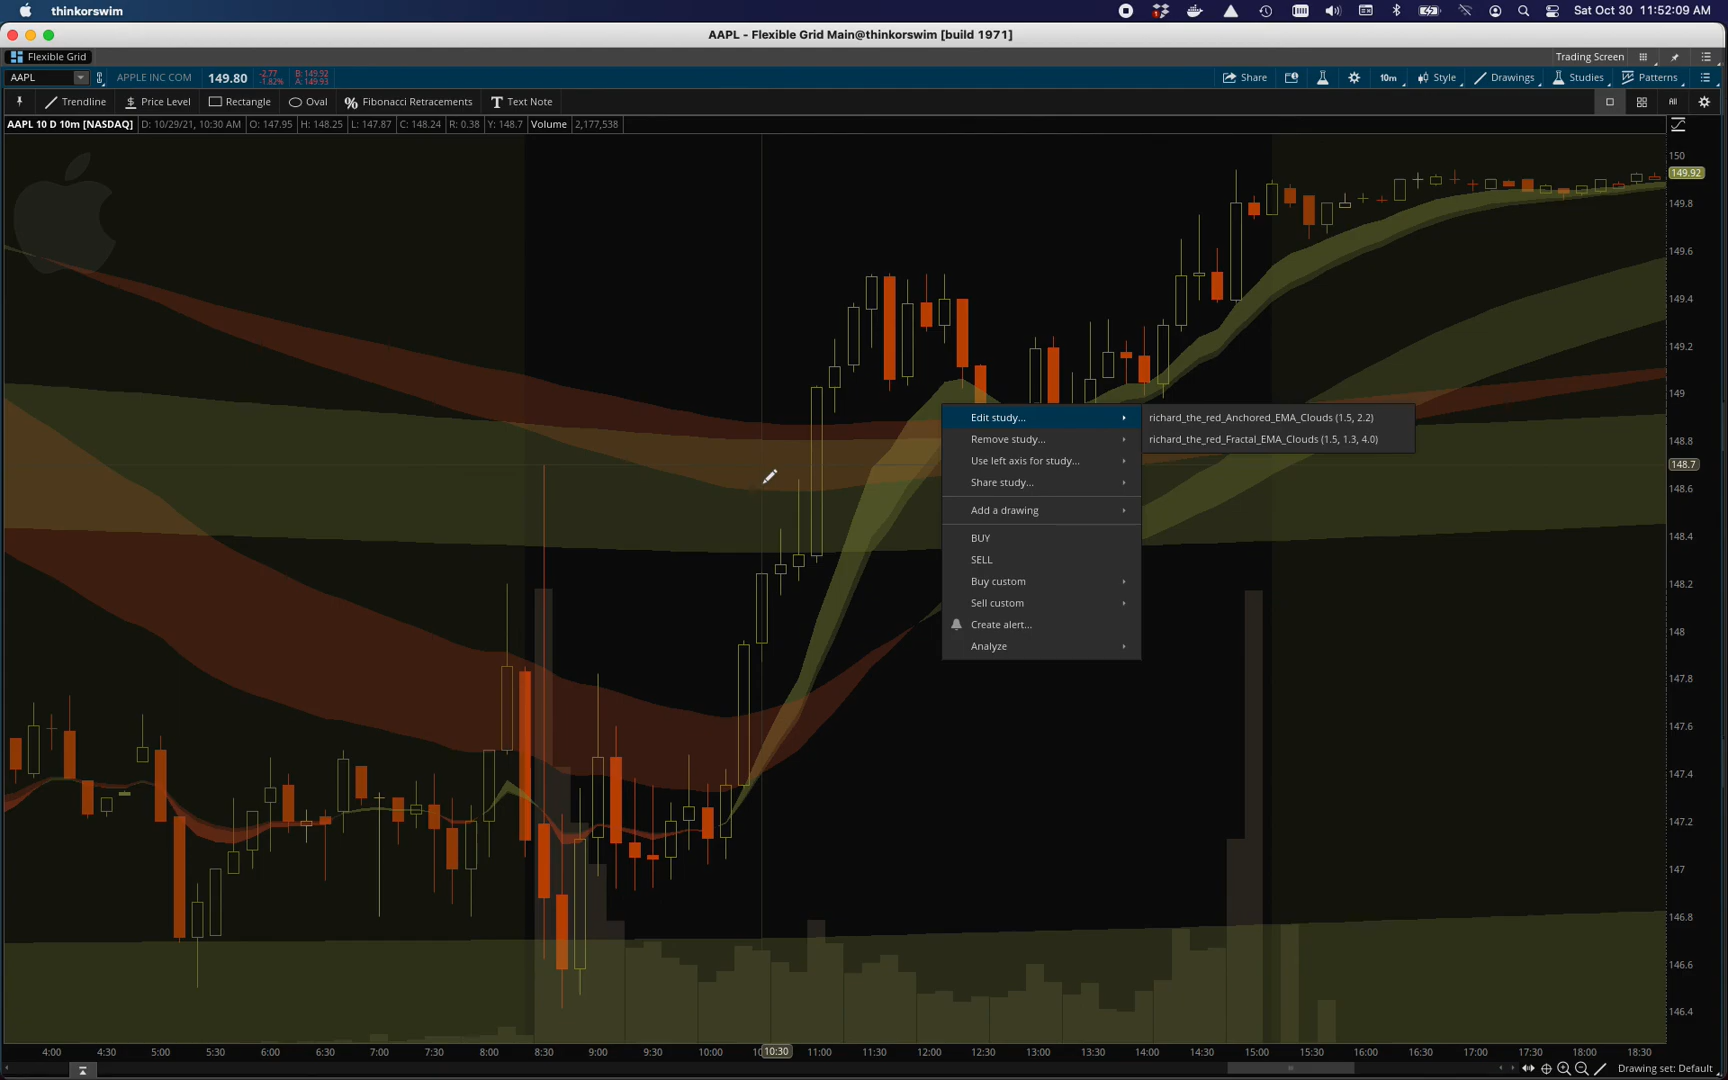 thinkorswim Sat Oct 30 11:52:09 AM
AAPL - Flexible Grid Main@thinkorswim [build 1971]
Flexible Grid Trading Screen
AAPL APPLE INC COM 149.80 -2.77 -1.82% B: 149.92 A: 149.93 Share 10m Style Drawings Studies Patterns
Trendline $ Price Level Rectangle Oval % Fibonacci Retracements T Text Note All
AAPL 10 D 10m [NASDAQ] D: 10/29/21, 10:30 AM O: 147.95 H: 148.25 L: 147.87 C: 148.24 R: 0.38 Y: 148.7 Volume 2,177,538
150
149.92
149.8
149.6
149.4
149.2
149
148.8
148.7
148.6
148.4
148.2
148
147.8
147.6
147.4
147.2
147
146.8
146.6
146.4
Edit study...
Remove study...
Use left axis for study...
Share study...
Add a drawing
BUY
SELL
Buy custom
Sell custom
Create alert...
Analyze
richard_the_red_Anchored_EMA_Clouds (1.5, 2.2)
richard_the_red_Fractal_EMA_Clouds (1.5, 1.3, 4.0)
4:00 4:30 5:00 5:30 6:00 6:30 7:00 7:30 8:00 8:30 9:00 9:30 10:00 10:30 11:00 11:30 12:00 12:30 13:00 13:30 14:00 14:30 15:00 15:30 16:00 16:30 17:00 17:30 18:00 18:30
Drawing set: Default